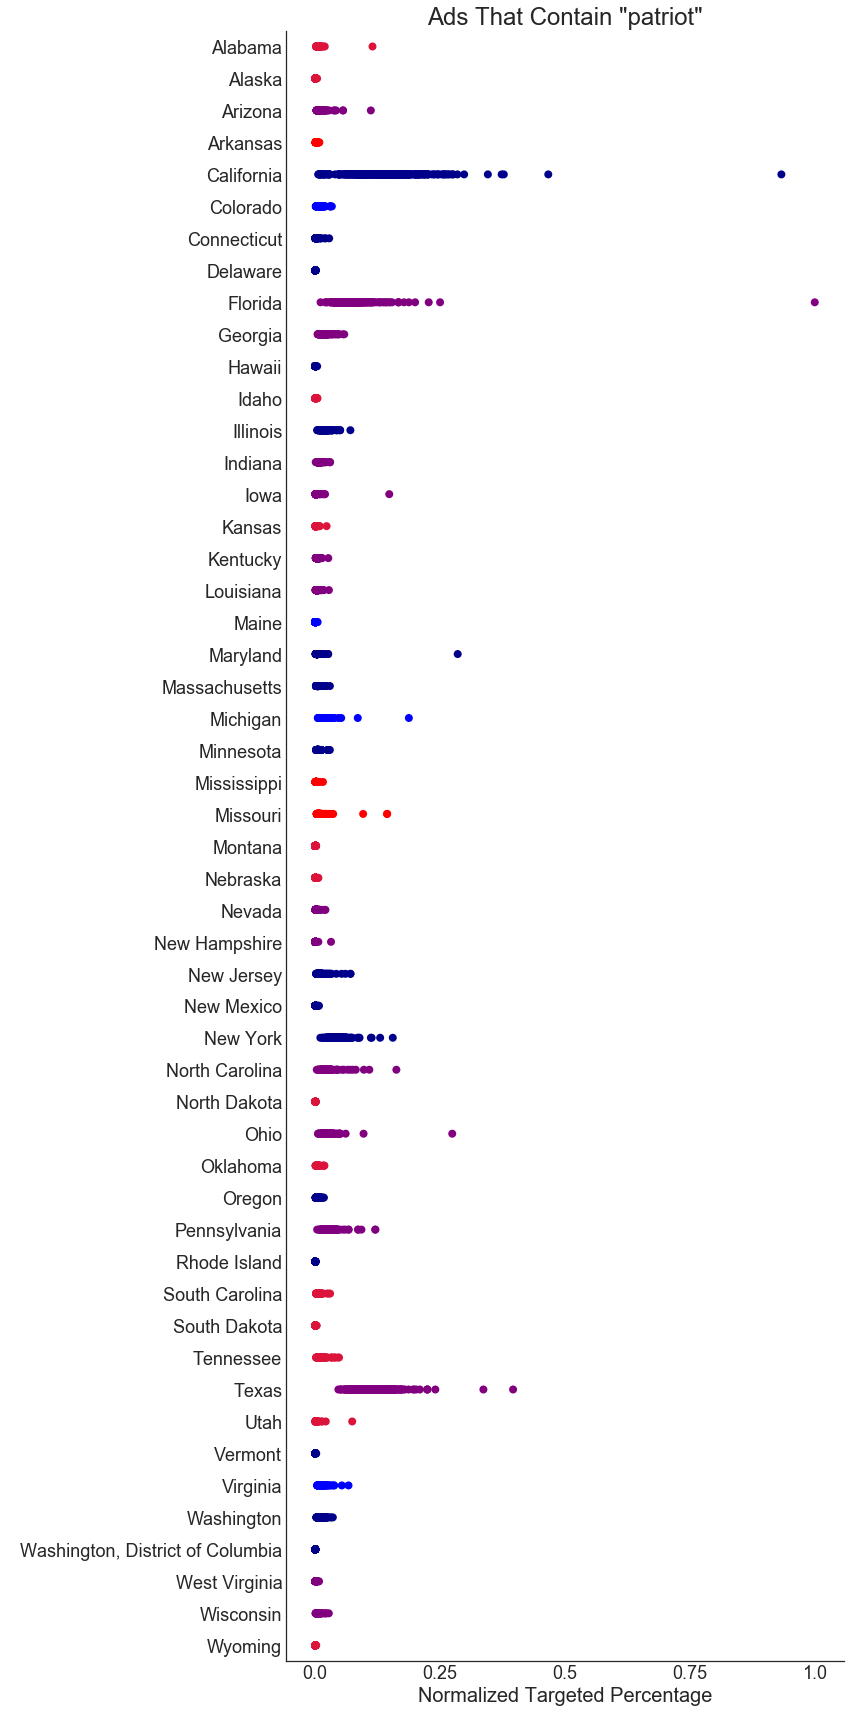 Ads That Contain "patriot"
Alabama
Alaska
Arizona
Arkansas
California
Colorado
Connecticut
Delaware
Florida
Georgia
Hawaii
Idaho
Illinois
Indiana
Iowa
Kansas
Kentucky
Louisiana
Maine
Maryland
Massachusetts
Michigan
Minnesota
Mississippi
Missouri
Montana
Nebraska
Nevada
New Hampshire
New Jersey
New Mexico
New York
North Carolina
North Dakota
Ohio
Oklahoma
Oregon
Pennsylvania
Rhode Island
South Carolina
South Dakota
Tennessee
Texas
Utah
Vermont
Virginia
Washington
Washington, District of Columbia
West Virginia
Wisconsin
Wyoming
0.0 0.25 0.5 0.75 1.0
Normalized Targeted Percentage